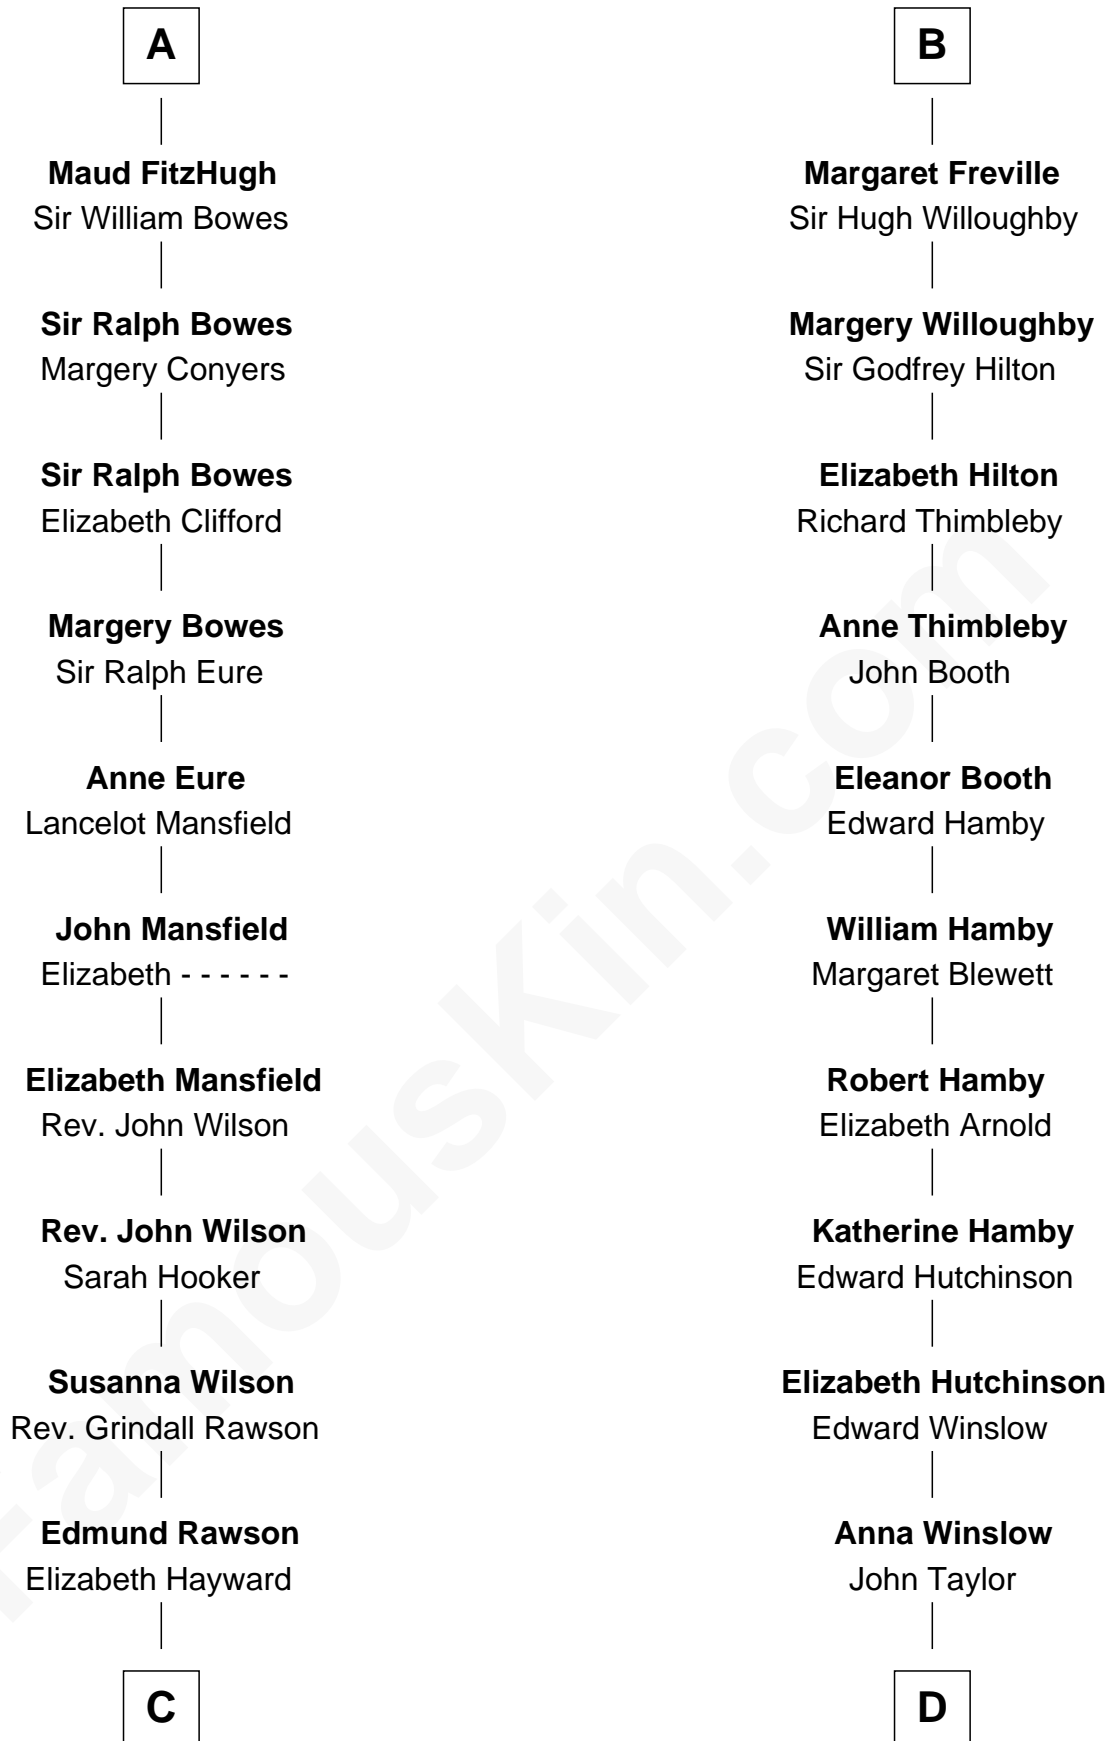 A
Maud FitzHugh
Sir William Bowes
Sir Ralph Bowes
Margery Conyers
Sir Ralph Bowes
Elizabeth Clifford
Margery Bowes
Sir Ralph Eure
Anne Eure
Lancelot Mansfield
John Mansfield
Elizabeth - - - - - -
Elizabeth Mansfield
Rev. John Wilson
Rev. John Wilson
Sarah Hooker
Susanna Wilson
Rev. Grindall Rawson
Edmund Rawson
Elizabeth Hayward
C
B
Margaret Freville
Sir Hugh Willoughby
Margery Willoughby
Sir Godfrey Hilton
Elizabeth Hilton
Richard Thimbleby
Anne Thimbleby
John Booth
Eleanor Booth
Edward Hamby
William Hamby
Margaret Blewett
Robert Hamby
Elizabeth Arnold
Katherine Hamby
Edward Hutchinson
Elizabeth Hutchinson
Edward Winslow
Anna Winslow
John Taylor
D
FamousKin.com